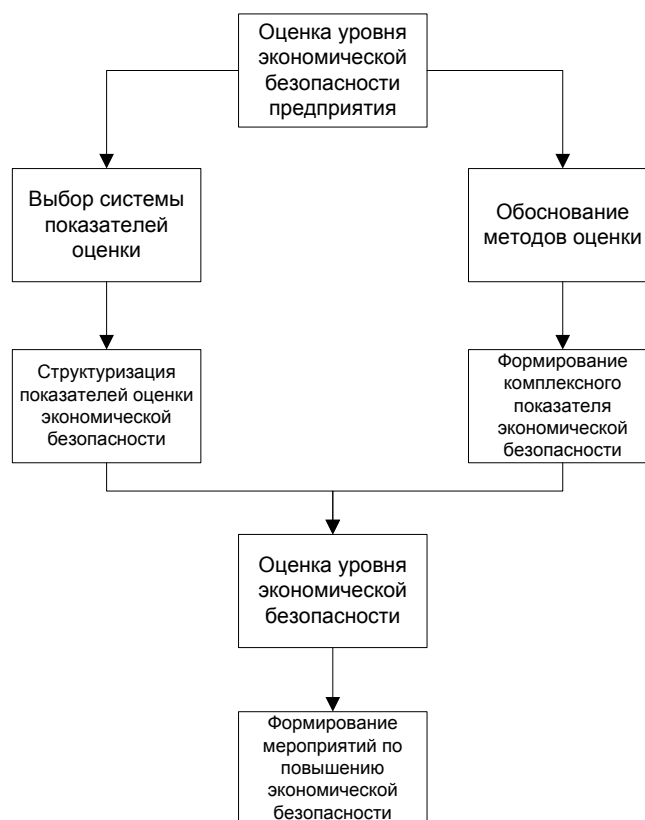 Оценка уровня
экономической
безопасности
предприятия
Выбор системы
показателей
оценки
Обоснование
методов оценки
Структуризация
показателей оценки
экономической
безопасности
Формирование
комплексного
показателя
экономической
безопасности
Оценка уровня
экономической
безопасности
Формирование
мероприятий по
повышению
экономической
безопасности